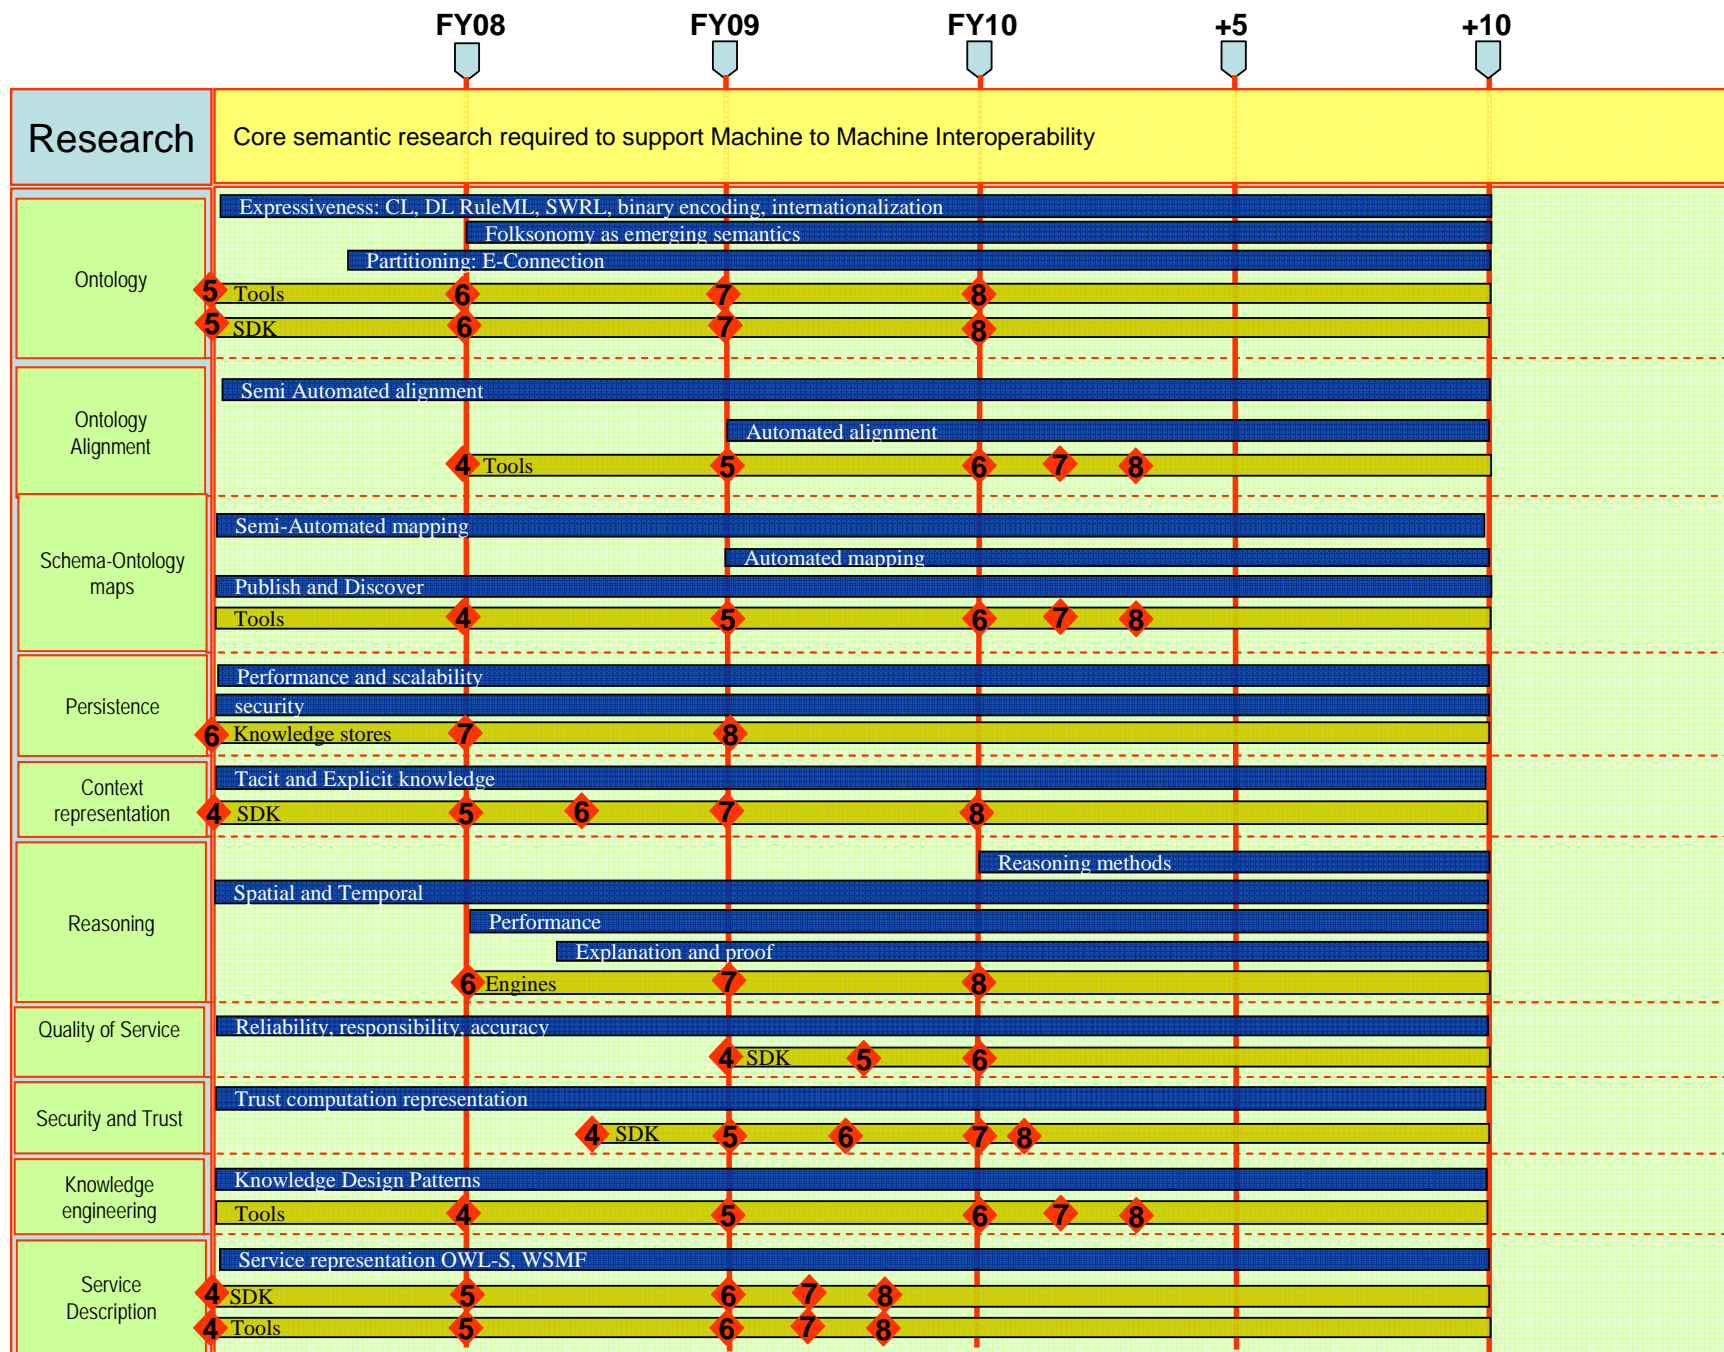 FY08 FY09 FY10 +5 +10
Research
Core semantic research required to support Machine to Machine Interoperability
Ontology
Expressiveness: CL, DL RuleML, SWRL, binary encoding, internationalization
Folksonomy as emerging semantics
Partitioning: E-Connection
5 Tools 6 7 8
5 SDK 6 7 8
Ontology
Alignment
Semi Automated alignment
Automated alignment
4 Tools 5 6 7 8
Schema-Ontology
maps
Semi-Automated mapping
Automated mapping
Publish and Discover
Tools 4 5 6 7 8
Persistence
Performance and scalability
security
6 Knowledge stores 7 8
Context
representation
Tacit and Explicit knowledge
4 SDK 5 6 7 8
Reasoning
Reasoning methods
Spatial and Temporal
Performance
Explanation and proof
6 Engines 7 8
Quality of Service
Reliability, responsibility, accuracy
4 SDK 5 6
Security and Trust
Trust computation representation
4 SDK 5 6 7 8
Knowledge
engineering
Knowledge Design Patterns
Tools 4 5 6 7 8
Service
Description
Service representation OWL-S, WSMF
4 SDK 5 6 7 8
4 Tools 5 6 7 8